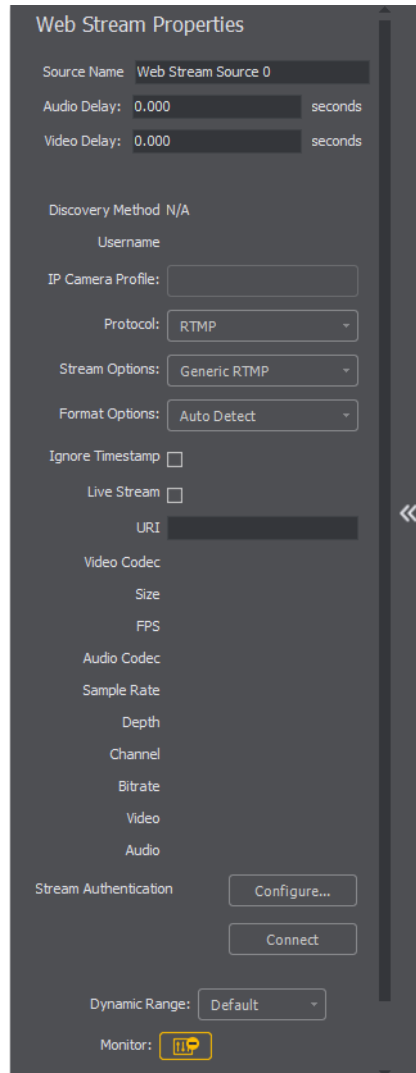 Web Stream Properties
Source Name Web Stream Source 0
Audio Delay: 0.000 seconds
Video Delay: 0.000 seconds
Discovery Method N/A
Username
IP Camera Profile:
Protocol: RTMP
Stream Options: Generic RTMP
Format Options: Auto Detect
Ignore Timestamp
Live Stream
URI
Video Codec
Size
FPS
Audio Codec
Sample Rate
Depth
Channel
Bitrate
Video
Audio
Stream Authentication Configure...
Connect
Dynamic Range: Default
Monitor: